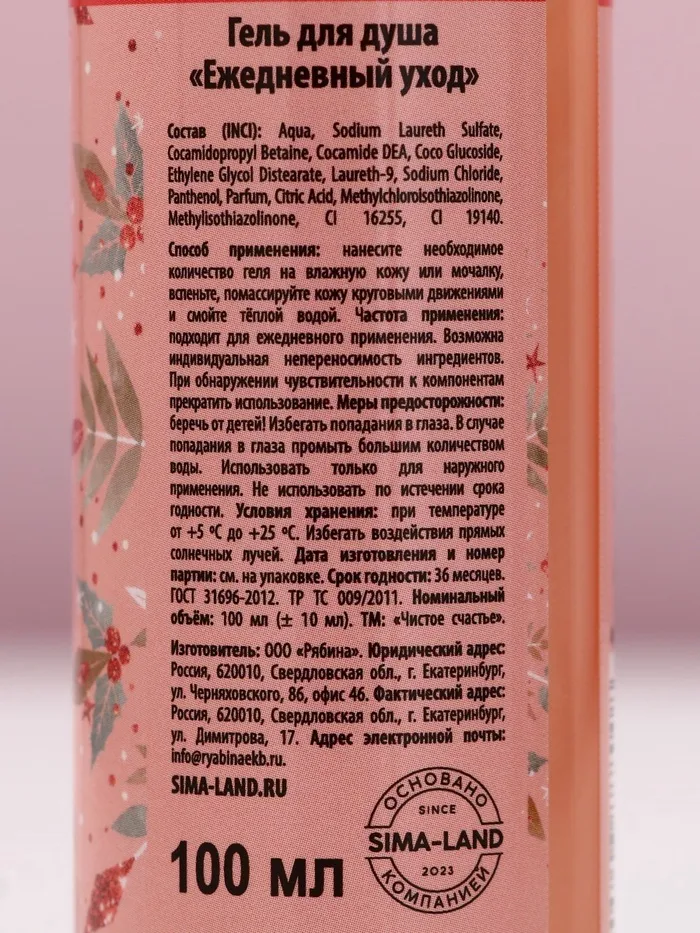 Гель для душа
«Ежедневный уход»
Состав (INCI): Aqua, Sodium Laureth Sulfate,
Cocamidopropyl Betaine, Cocamide DEA, Coco Glucoside,
Ethylene Glycol Distearate, Laureth-9, Sodium Chloride,
Panthenol, Parfum, Citric Acid, Methylchloroisothiazolinone,
Methylisothiazolinone, CI 16255, CI 19140.
Способ применения: нанесите необходимое
количество геля на влажную кожу или мочалку,
вспеньте, помассируйте кожу круговыми движениями
и смойте тёплой водой. Частота применения:
подходит для ежедневного применения. Возможна
индивидуальная непереносимость ингредиентов.
При обнаружении чувствительности к компонентам
прекратить использование. Меры предосторожности:
беречь от детей! Избегать попадания в глаза. В случае
попадания в глаза промыть большим количеством
воды. Использовать только для наружного
применения. Не использовать по истечении срока
годности. Условия хранения: при температуре
от +5 ºС до +25 ºС. Избегать воздействия прямых
солнечных лучей. Дата изготовления и номер
партии: см. на упаковке. Срок годности: 36 месяцев.
ГОСТ 31696-2012. ТР ТС 009/2011. Номинальный
объём: 100 мл (± 10 мл). ТМ: «Чистое счастье».
Изготовитель: ООО «Рябина». Юридический адрес:
Россия, 620010, Свердловская обл., г. Екатеринбург,
ул. Черняховского, 86, офис 46. Фактический адрес:
Россия, 620010, Свердловская обл., г. Екатеринбург,
ул. Димитрова, 17. Адрес электронной почты:
info@ryabinaekb.ru.
SIMA-LAND.RU
100 мл
ОСНОВАНО
SINCE
SIMA-LAND
2023
КОМПАНИЕЙ